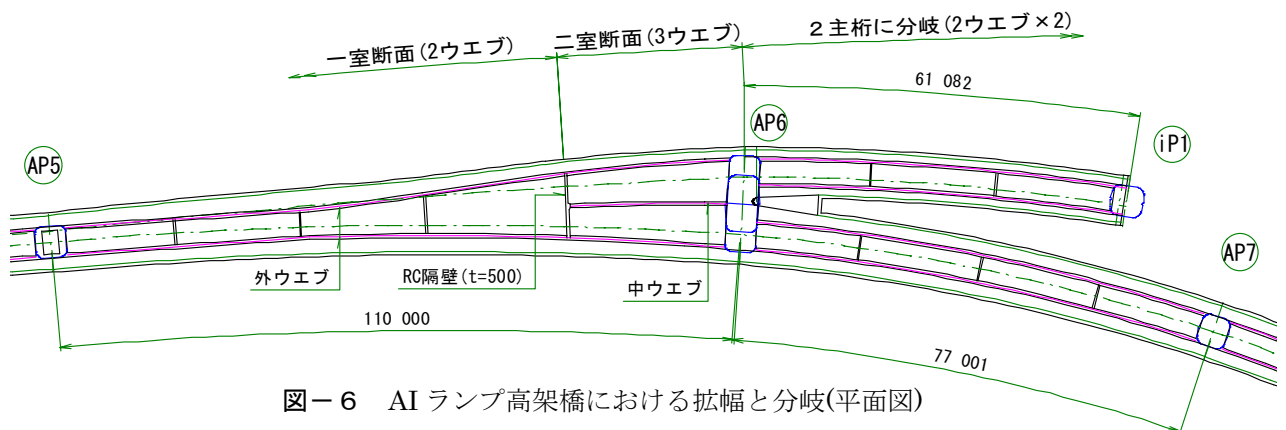 一室断面(2ウエブ)
二室断面(3ウエブ)
２主桁に分岐(2ウエブ×2)
61 082
AP6
iP1
AP5
AP7
外ウエブ
RC隔壁(t=500)
中ウエブ
110 000
77 001
図－６ AIランプ高架橋における拡幅と分岐(平面図)